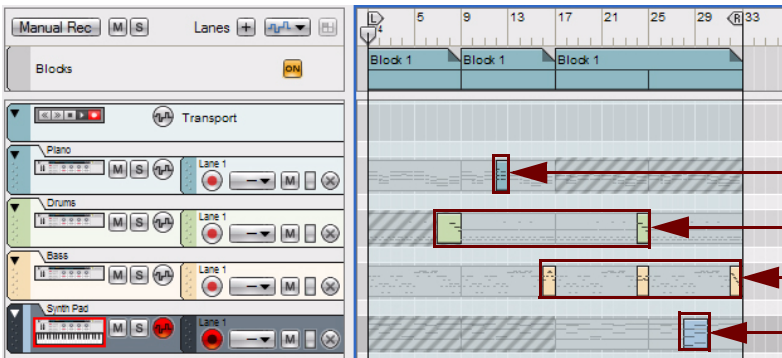 Manual Rec M S Lanes +
L 5 9 13 17 21 25 29 R 33
4
Blocks ON
Block 1 Block 1 Block 1
Transport
Piano
M S Lane 1
M
Drums
M S Lane 1
M
Bass
M S Lane 1
M
Synth Pad
M S Lane 1
M